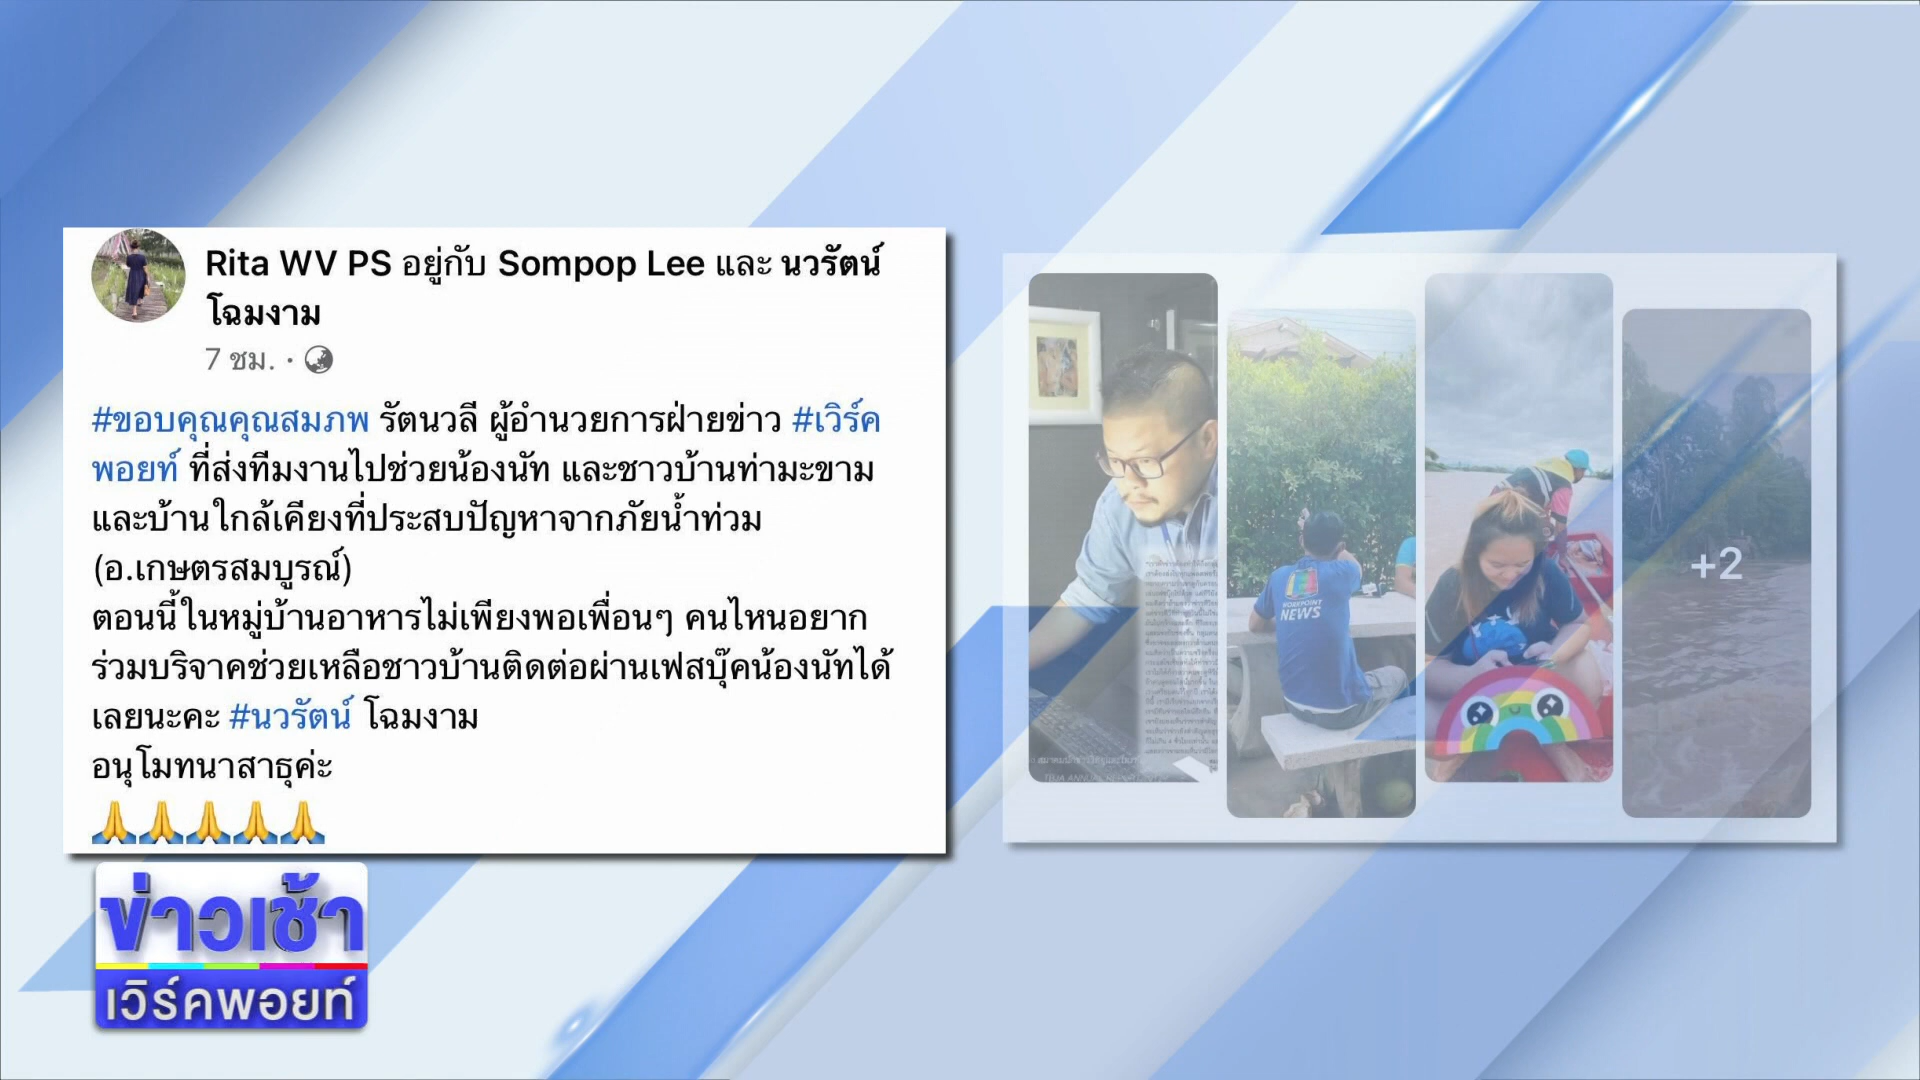 Rita WV PS อยู่กับ Sompop Lee และ นวรัตน์
โฉมงาม
7 ชม. ·
#ขอบคุณคุณสมภพ รัตนวลี ผู้อำนวยการฝ่ายข่าว #เวิร์ค
พอยท์ ที่ส่งทีมงานไปช่วยน้องนัท และชาวบ้านท่ามะขาม
และบ้านใกล้เคียงที่ประสบปัญหาจากภัยน้ำท่วม
(อ.เกษตรสมบูรณ์)
ตอนนี้ในหมู่บ้านอาหารไม่เพียงพอเพื่อนๆ คนไหนอยาก
ร่วมบริจาคช่วยเหลือชาวบ้านติดต่อผ่านเฟสบุ๊คน้องนัทได้
เลยนะคะ #นวรัตน์ โฉมงาม
อนุโมทนาสาธุค่ะ
🙏🙏🙏🙏🙏
WORKPOINT
NEWS
+2
ข่าวเช้า
เวิร์คพอยท์